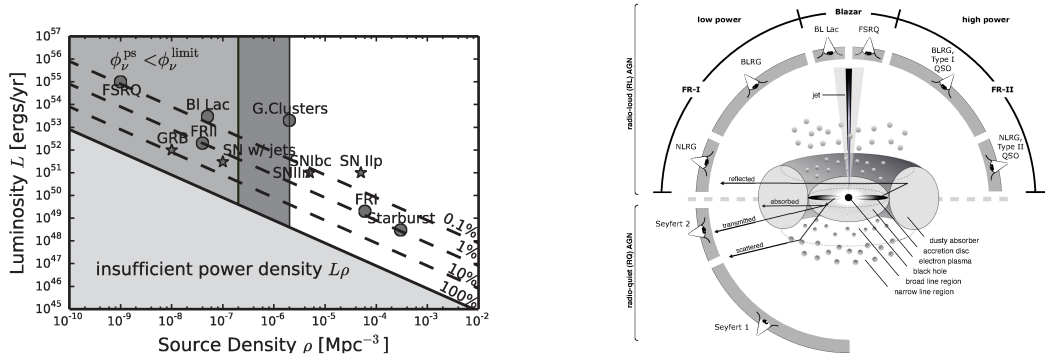 10^57
10^56
10^55
10^54
10^53
10^52
10^51
10^50
10^49
10^48
10^47
10^46
10^45
Luminosity L [ergs/yr]
ϕ_ν^ps < ϕ_ν^limit
FSRQ
Bl Lac
G.Clusters
FRII
GRB
SN w/ jets
SNIbc
SN IIp
SNIIn
FRI
Starburst
0.1%
1%
10%
100%
insufficient power density Lρ
10^-10
10^-9
10^-8
10^-7
10^-6
10^-5
10^-4
10^-3
10^-2
Source Density ρ [Mpc^-3]
Blazar
low power
high power
BL Lac
FSRQ
BLRG
BLRG,
Type I
QSO
FR-I
FR-II
jet
NLRG
NLRG,
Type II
QSO
radio-loud (RL) AGN
reflected
absorbed
transmitted
scattered
Seyfert 2
radio-quiet (RQ) AGN
dusty absorber
accretion disc
electron plasma
black hole
broad line region
narrow line region
Seyfert 1